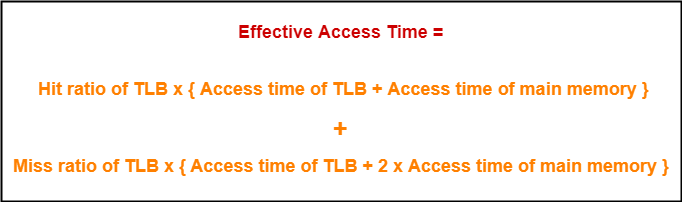 Effective Access Time =
Hit ratio of TLB x { Access time of TLB + Access time of main memory }
+
Miss ratio of TLB x { Access time of TLB + 2 x Access time of main memory }